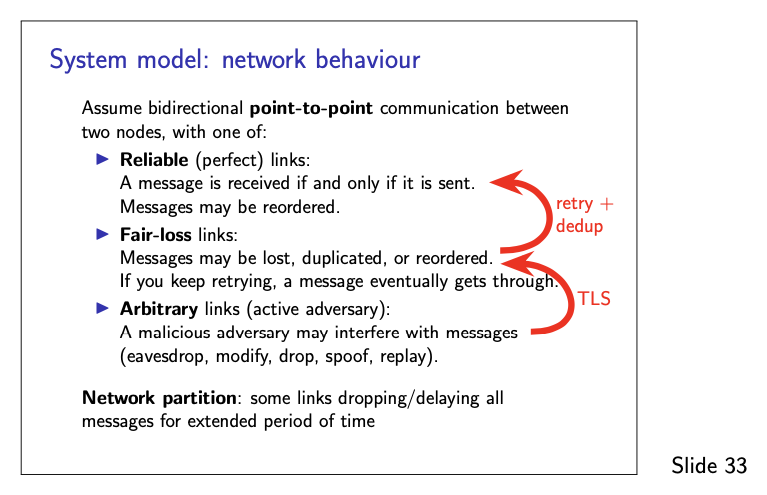 System model: network behaviour
Assume bidirectional point-to-point communication between
two nodes, with one of:
▶ Reliable (perfect) links:
A message is received if and only if it is sent.
Messages may be reordered.
retry +
dedup
▶ Fair-loss links:
Messages may be lost, duplicated, or reordered.
If you keep retrying, a message eventually gets through.
TLS
▶ Arbitrary links (active adversary):
A malicious adversary may interfere with messages
(eavesdrop, modify, drop, spoof, replay).
Network partition: some links dropping/delaying all
messages for extended period of time
Slide 33